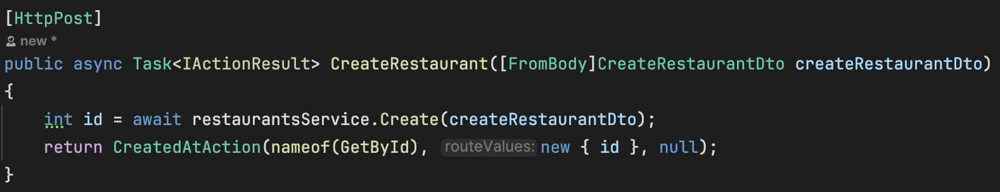 [HttpPost]
new *
public async Task<IActionResult> CreateRestaurant([FromBody]CreateRestaurantDto createRestaurantDto)
{
int id = await restaurantsService.Create(createRestaurantDto);
return CreatedAtAction(nameof(GetById), routeValues: new { id }, null);
}